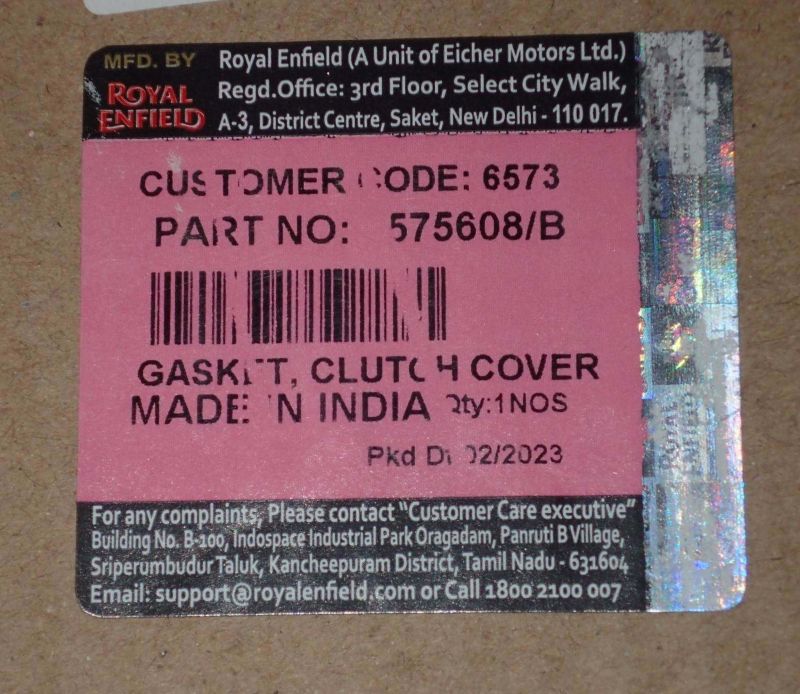 MFD. BY
ROYAL
ENFIELD
Royal Enfield (A Unit of Eicher Motors Ltd.)
Regd.Office: 3rd Floor, Select City Walk,
A-3, District Centre, Saket, New Delhi - 110 017.
CUSTOMER CODE: 6573
PART NO: 575608/B
GASKET, CLUTCH COVER
MADE IN INDIA Qty:1NOS
Pkd Dt 02/2023
For any complaints, Please contact "Customer Care executive"
Building No. B-100, Indospace Industrial Park Oragadam, Panruti B Village,
Sriperumbudur Taluk, Kancheepuram District, Tamil Nadu - 631604
Email: support@royalenfield.com or Call 1800 2100 007
ROYAL
ENFIELD